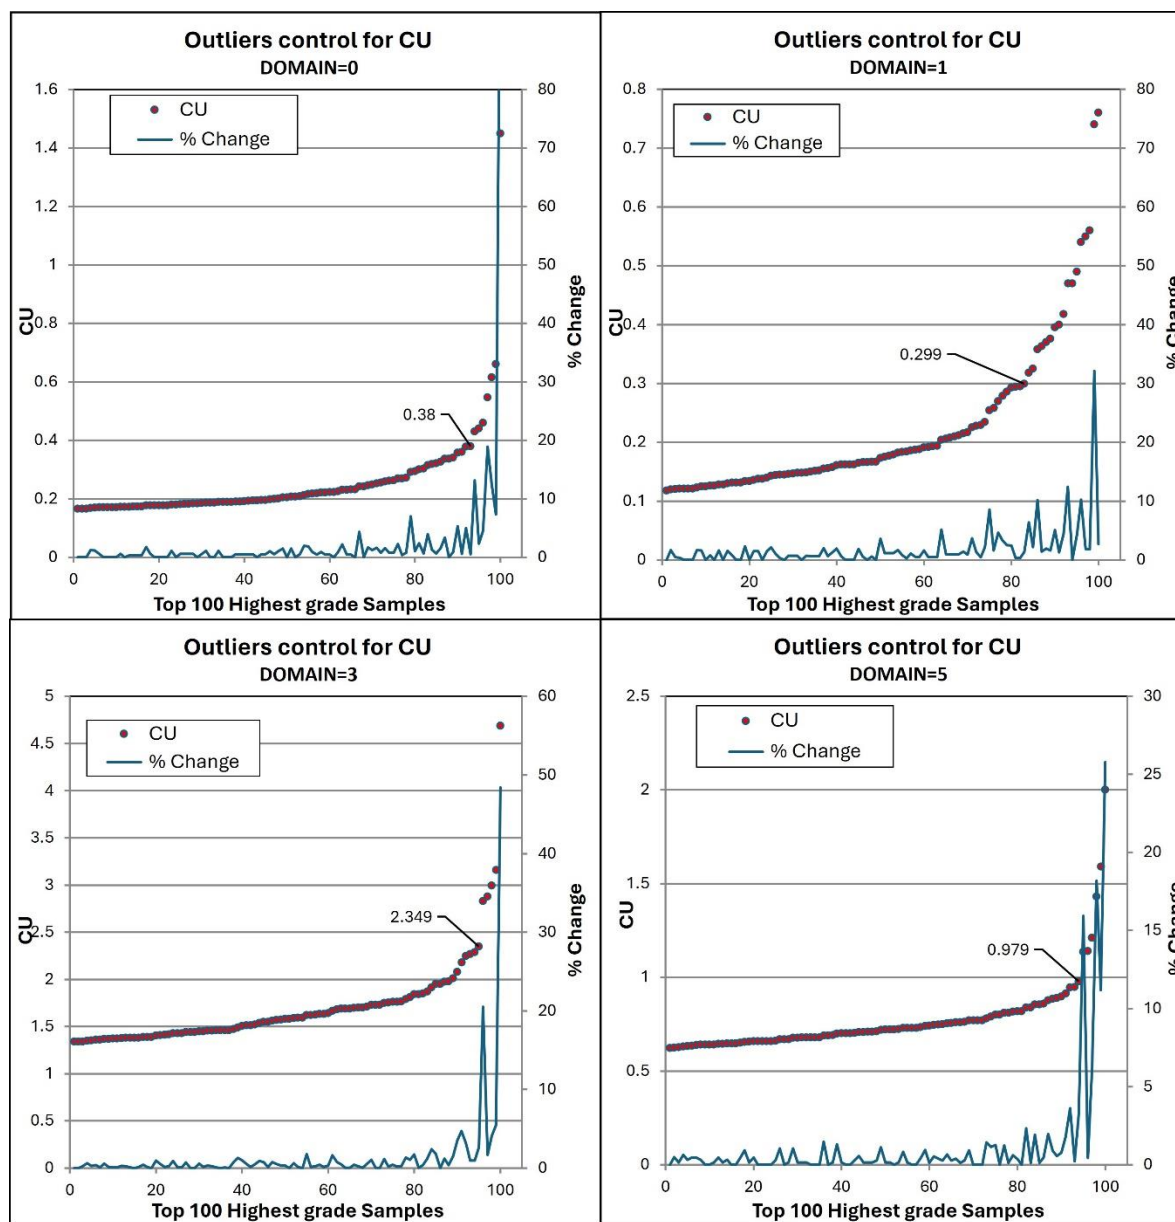 Outliers control for CU
DOMAIN=0
CU
% Change
1.6
1.4
1.2
1
0.8
0.6
0.4
0.2
0
80
70
60
50
40
30
20
10
0
0.38
CU
% Change
0 20 40 60 80 100
Top 100 Highest grade Samples
Outliers control for CU
DOMAIN=1
CU
% Change
0.8
0.7
0.6
0.5
0.4
0.3
0.2
0.1
0
80
70
60
50
40
30
20
10
0
0.299
CU
% Change
0 20 40 60 80 100
Top 100 Highest grade Samples
Outliers control for CU
DOMAIN=3
CU
% Change
5
4.5
4
3.5
3
2.5
2
1.5
1
0.5
0
60
50
40
30
20
10
0
2.349
CU
% Change
0 20 40 60 80 100
Top 100 Highest grade Samples
Outliers control for CU
DOMAIN=5
CU
% Change
2.5
2
1.5
1
0.5
0
30
25
20
15
10
5
0
0.979
CU
% Change
0 20 40 60 80 100
Top 100 Highest grade Samples